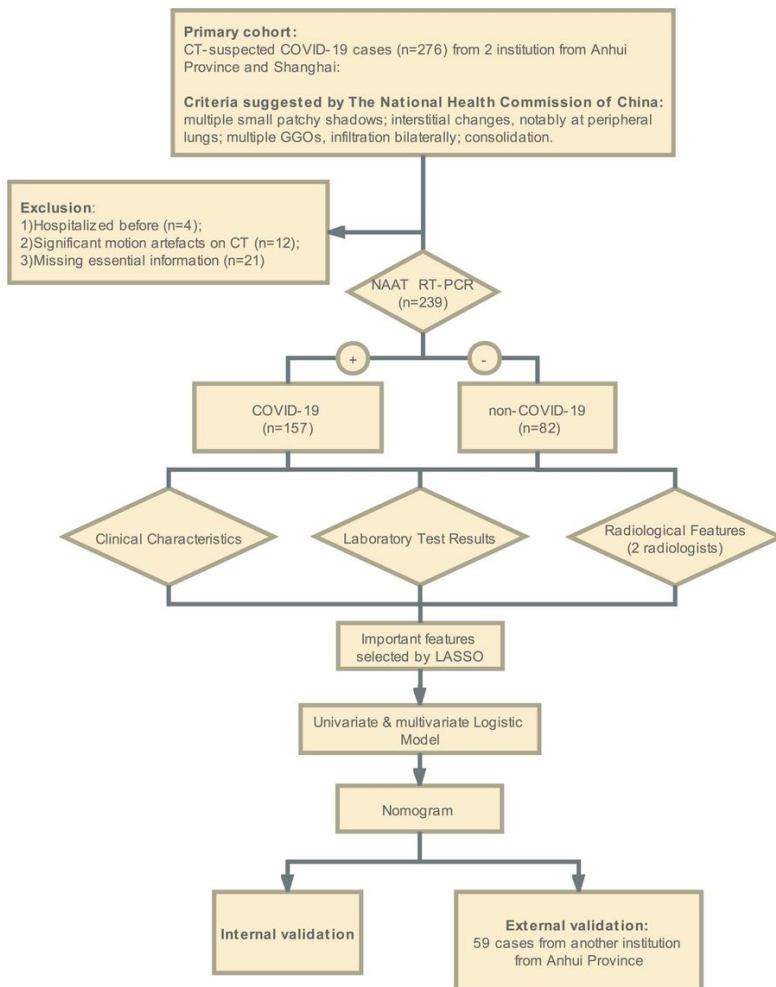 Primary cohort:
CT-suspected COVID-19 cases (n=276) from 2 institution from Anhui
Province and Shanghai:
Criteria suggested by The National Health Commission of China:
multiple small patchy shadows; interstitial changes, notably at peripheral
lungs; multiple GGOs, infiltration bilaterally; consolidation.
Exclusion:
1)Hospitalized before (n=4);
2)Significant motion artefacts on CT (n=12);
3)Missing essential information (n=21)
NAAT RT-PCR
(n=239)
+
-
COVID-19
(n=157)
non-COVID-19
(n=82)
Clinical Characteristics
Laboratory Test Results
Radiological Features
(2 radiologists)
Important features
selected by LASSO
Univariate & multivariate Logistic
Model
Nomogram
Internal validation
External validation:
59 cases from another institution
from Anhui Province